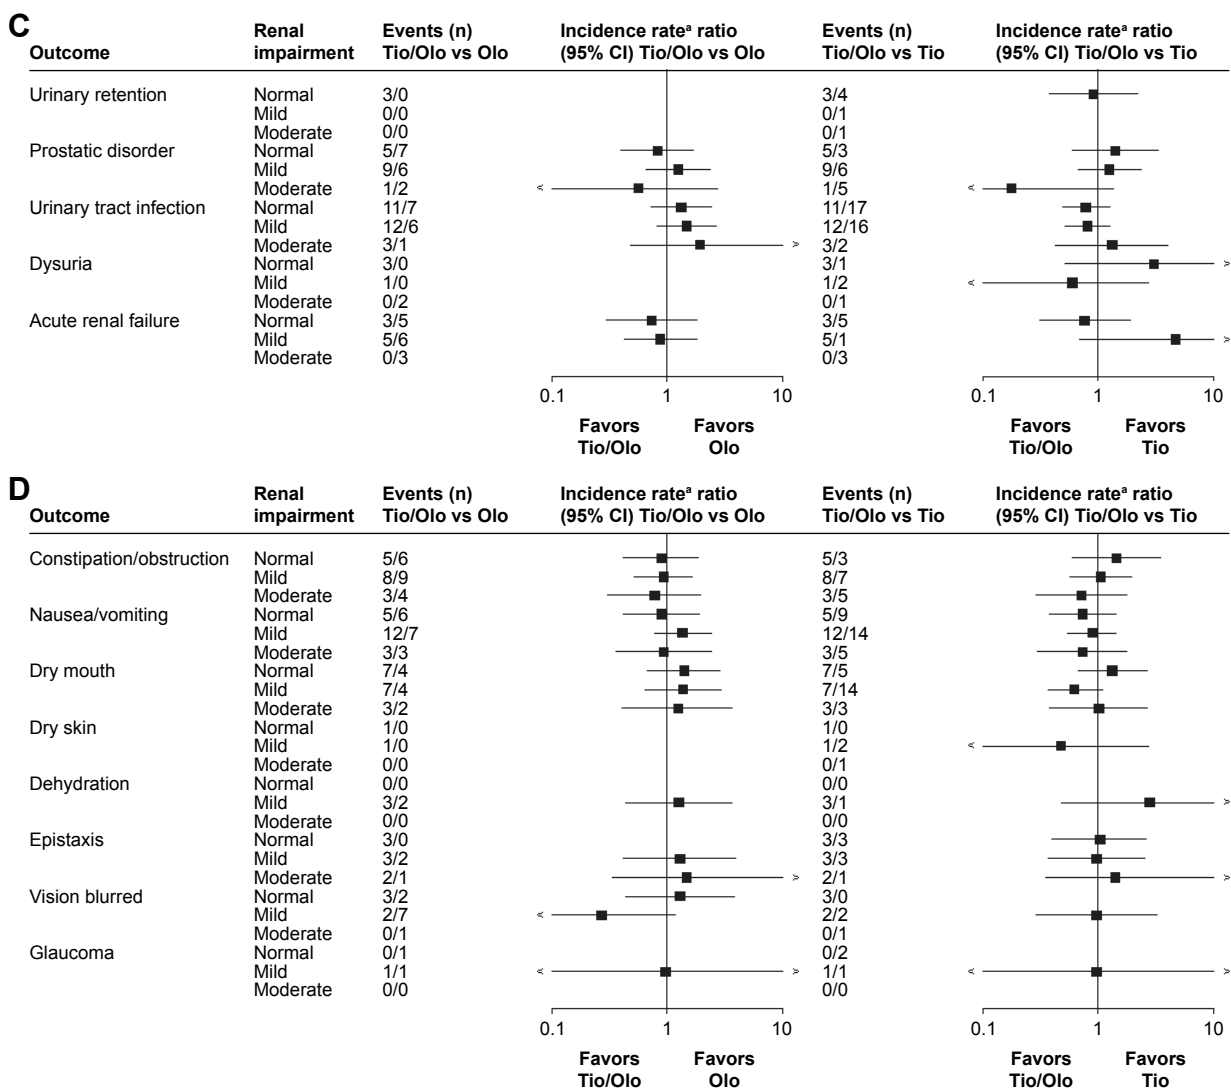 C
Outcome Renal impairment Events (n) Tio/Olo vs Olo Incidence rateᵃ ratio (95% CI) Tio/Olo vs Olo Events (n) Tio/Olo vs Tio Incidence rateᵃ ratio (95% CI) Tio/Olo vs Tio
Urinary retention Normal 3/0 3/4
Mild 0/0 0/1
Moderate 0/0 0/1
Prostatic disorder Normal 5/7 5/3
Mild 9/6 9/6
Moderate 1/2 1/5
Urinary tract infection Normal 11/7 11/17
Mild 12/6 12/16
Moderate 3/1 3/2
Dysuria Normal 3/0 3/1
Mild 1/0 1/2
Moderate 0/2 0/1
Acute renal failure Normal 3/5 3/5
Mild 5/6 5/1
Moderate 0/3 0/3
0.1 1 10 0.1 1 10
Favors Favors Favors Favors
Tio/Olo Olo Tio/Olo Tio
D
Outcome Renal impairment Events (n) Tio/Olo vs Olo Incidence rateᵃ ratio (95% CI) Tio/Olo vs Olo Events (n) Tio/Olo vs Tio Incidence rateᵃ ratio (95% CI) Tio/Olo vs Tio
Constipation/obstruction Normal 5/6 5/3
Mild 8/9 8/7
Moderate 3/4 3/5
Nausea/vomiting Normal 5/6 5/9
Mild 12/7 12/14
Moderate 3/3 3/5
Dry mouth Normal 7/4 7/5
Mild 7/4 7/14
Moderate 3/2 3/3
Dry skin Normal 1/0 1/0
Mild 1/0 1/2
Moderate 0/0 0/1
Dehydration Normal 0/0 0/0
Mild 3/2 3/1
Moderate 0/0 0/0
Epistaxis Normal 3/0 3/3
Mild 3/2 3/3
Moderate 2/1 2/1
Vision blurred Normal 3/2 3/0
Mild 2/7 2/2
Moderate 0/1 0/1
Glaucoma Normal 0/1 0/2
Mild 1/1 1/1
Moderate 0/0 0/0
0.1 1 10 0.1 1 10
Favors Favors Favors Favors
Tio/Olo Olo Tio/Olo Tio